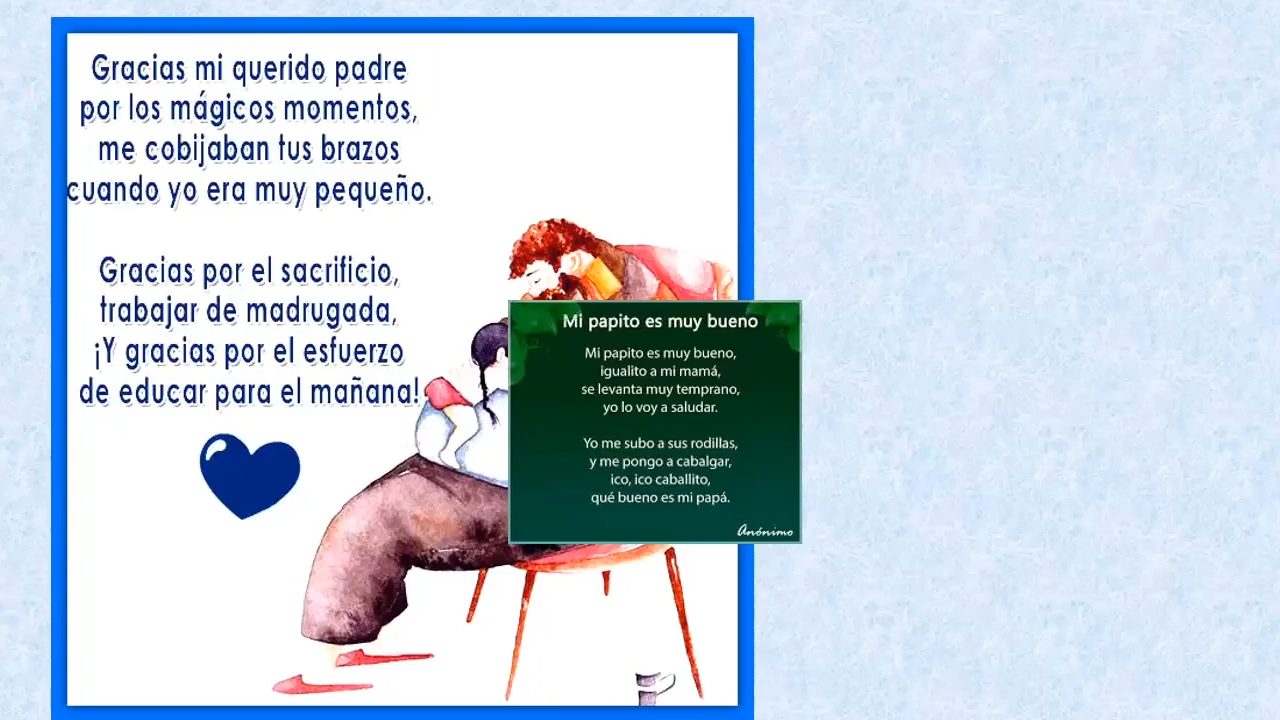 Gracias mi querido padre
por los mágicos momentos,
me cobijaban tus brazos
cuando yo era muy pequeño.
Gracias por el sacrificio,
trabajar de madrugada,
¡Y gracias por el esfuerzo
de educar para el mañana!
Mi papito es muy bueno
Mi papito es muy bueno,
igualito a mi mamá,
se levanta muy temprano,
yo lo voy a saludar.
Yo me subo a sus rodillas,
y me pongo a cabalgar,
ico, ico caballito,
qué bueno es mi papá.
Anónimo